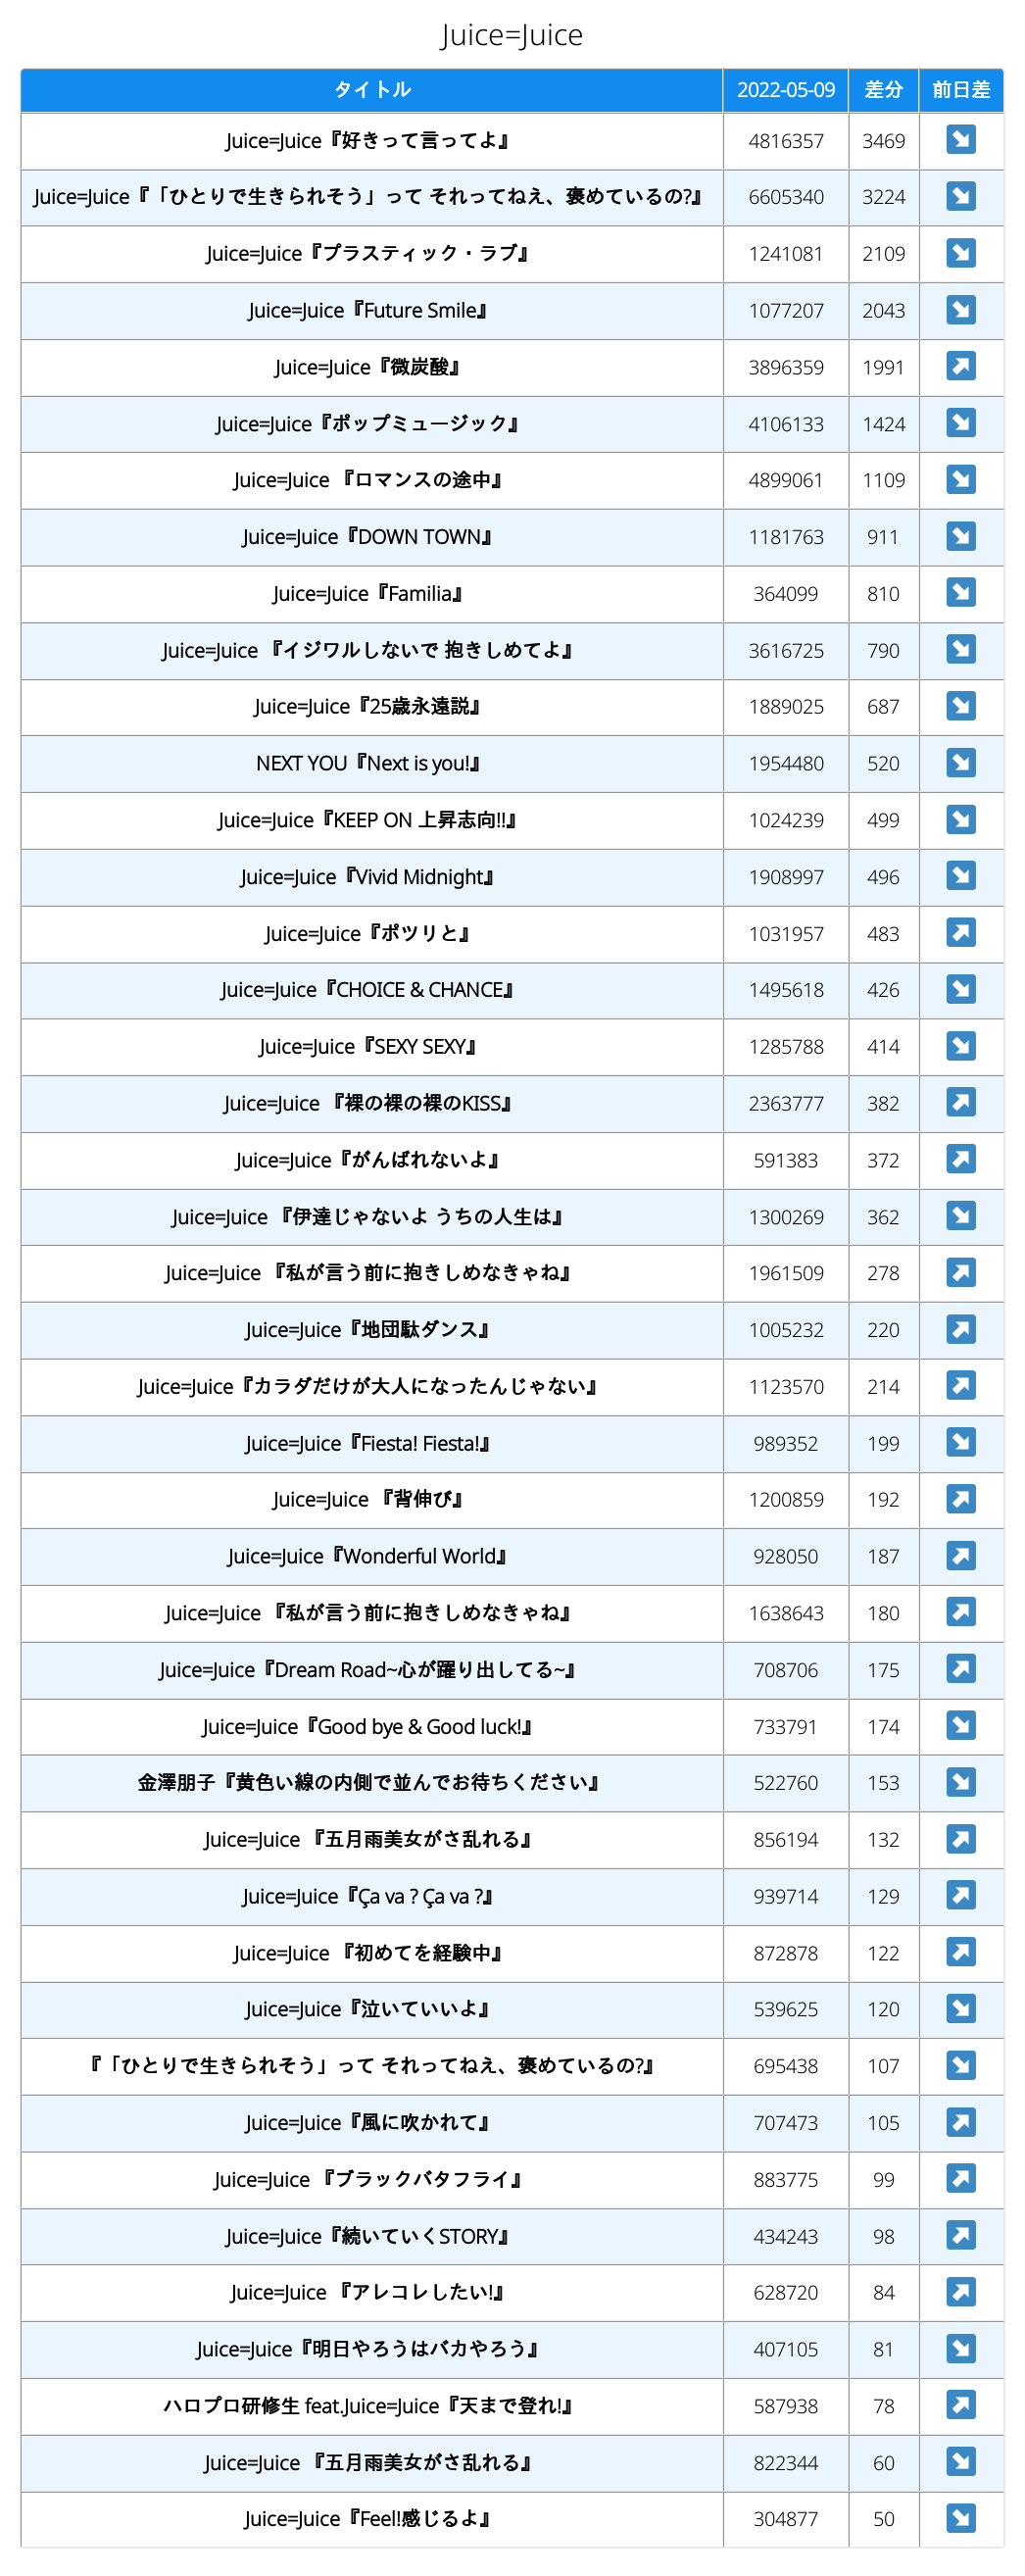 Juice=Juice
タイトル 2022-05-09 差分 前日差
Juice=Juice『好きって言ってよ』 4816357 3469 ↘
Juice=Juice『「ひとりで生きられそう」って それってねえ、褒めているの?』 6605340 3224 ↘
Juice=Juice『プラスティック・ラブ』 1241081 2109 ↘
Juice=Juice『Future Smile』 1077207 2043 ↘
Juice=Juice『微炭酸』 3896359 1991 ↗
Juice=Juice『ポップミュージック』 4106133 1424 ↘
Juice=Juice 『ロマンスの途中』 4899061 1109 ↘
Juice=Juice『DOWN TOWN』 1181763 911 ↘
Juice=Juice『Familia』 364099 810 ↘
Juice=Juice 『イジワルしないで 抱きしめてよ』 3616725 790 ↘
Juice=Juice『25歳永遠説』 1889025 687 ↘
NEXT YOU『Next is you!』 1954480 520 ↘
Juice=Juice『KEEP ON 上昇志向!!』 1024239 499 ↘
Juice=Juice『Vivid Midnight』 1908997 496 ↘
Juice=Juice『ポツリと』 1031957 483 ↗
Juice=Juice『CHOICE & CHANCE』 1495618 426 ↘
Juice=Juice『SEXY SEXY』 1285788 414 ↘
Juice=Juice 『裸の裸の裸のKISS』 2363777 382 ↗
Juice=Juice『がんばれないよ』 591383 372 ↗
Juice=Juice 『伊達じゃないよ うちの人生は』 1300269 362 ↘
Juice=Juice 『私が言う前に抱きしめなきゃね』 1961509 278 ↗
Juice=Juice『地団駄ダンス』 1005232 220 ↗
Juice=Juice『カラダだけが大人になったんじゃない』 1123570 214 ↗
Juice=Juice『Fiesta! Fiesta!』 989352 199 ↘
Juice=Juice 『背伸び』 1200859 192 ↗
Juice=Juice『Wonderful World』 928050 187 ↗
Juice=Juice 『私が言う前に抱きしめなきゃね』 1638643 180 ↗
Juice=Juice『Dream Road~心が躍り出してる~』 708706 175 ↗
Juice=Juice『Good bye & Good luck!』 733791 174 ↘
金澤朋子『黄色い線の内側で並んでお待ちください』 522760 153 ↘
Juice=Juice 『五月雨美女がさ乱れる』 856194 132 ↗
Juice=Juice『Ça va ? Ça va ?』 939714 129 ↗
Juice=Juice 『初めてを経験中』 872878 122 ↗
Juice=Juice『泣いていいよ』 539625 120 ↘
『「ひとりで生きられそう」って それってねえ、褒めているの?』 695438 107 ↘
Juice=Juice『風に吹かれて』 707473 105 ↗
Juice=Juice 『ブラックバタフライ』 883775 99 ↗
Juice=Juice『続いていくSTORY』 434243 98 ↗
Juice=Juice 『アレコレしたい!』 628720 84 ↗
Juice=Juice『明日やろうはバカやろう』 407105 81 ↘
ハロプロ研修生 feat.Juice=Juice『天まで登れ!』 587938 78 ↗
Juice=Juice 『五月雨美女がさ乱れる』 822344 60 ↘
Juice=Juice『Feel!感じるよ』 304877 50 ↘